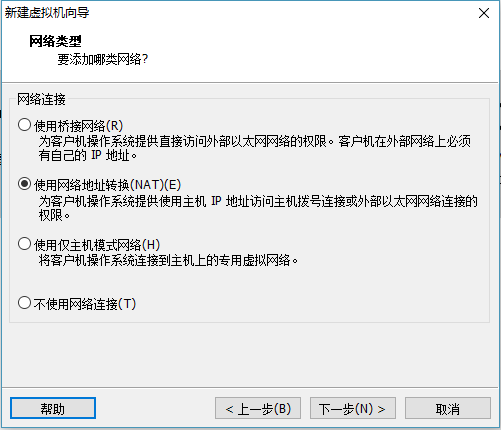 新建虚拟机向导
网络类型
要添加哪类网络?
网络连接
使用桥接网络(R)
为客户机操作系统提供直接访问外部以太网网络的权限。客户机在外部网络上必须
有自己的 IP 地址。
使用网络地址转换(NAT)(E)
为客户机操作系统提供使用主机 IP 地址访问主机拨号连接或外部以太网网络连接的
权限。
使用仅主机模式网络(H)
将客户机操作系统连接到主机上的专用虚拟网络。
不使用网络连接(T)
帮助
< 上一步(B)
下一步(N) >
取消